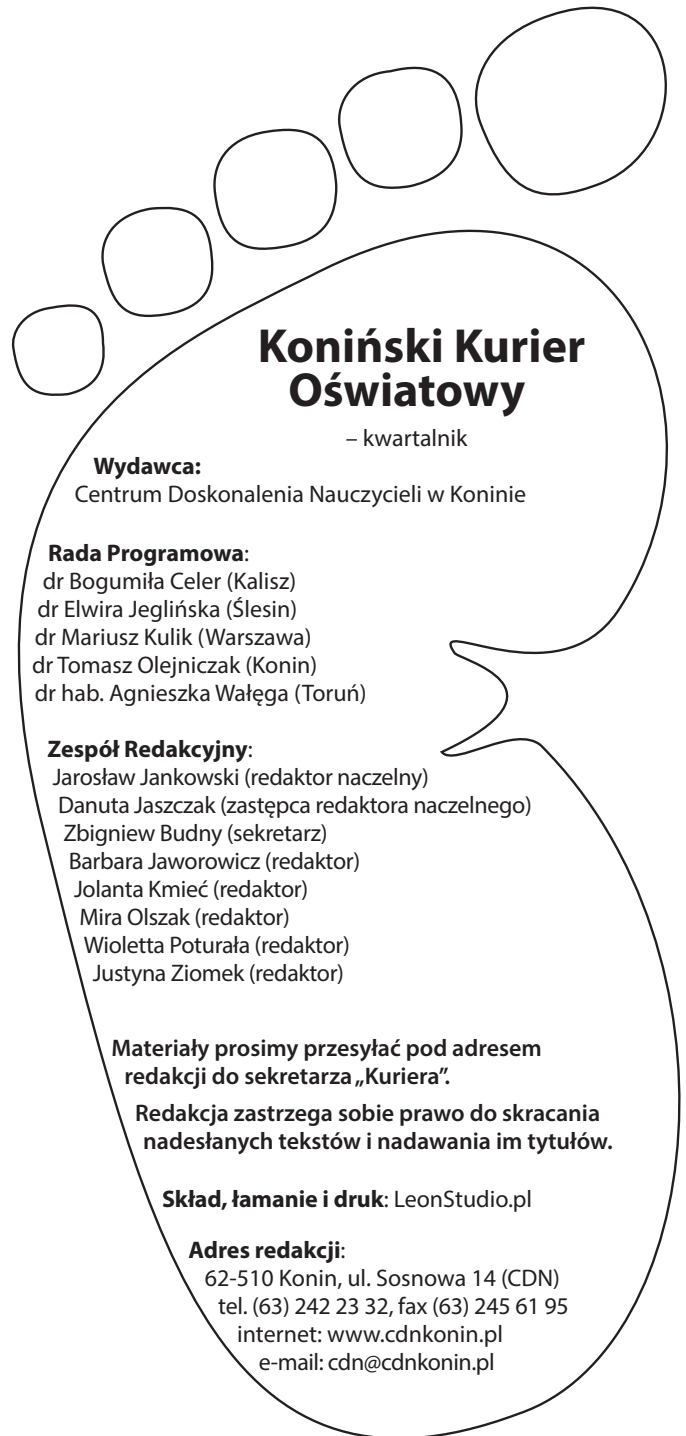 Koniński Kurier
Oświatowy
– kwartalnik
Wydawca:
Centrum Doskonalenia Nauczycieli w Koninie
Rada Programowa:
dr Bogumiła Celer (Kalisz)
dr Elwira Jeglińska (Ślesin)
dr Mariusz Kulik (Warszawa)
dr Tomasz Olejniczak (Konin)
dr hab. Agnieszka Wałęga (Toruń)
Zespół Redakcyjny:
Jarosław Jankowski (redaktor naczelny)
Danuta Jaszczak (zastępca redaktora naczelnego)
Zbigniew Budny (sekretarz)
Barbara Jaworowicz (redaktor)
Jolanta Kmieć (redaktor)
Mira Olszak (redaktor)
Wioletta Poturała (redaktor)
Justyna Ziomek (redaktor)
Materiały prosimy przesyłać pod adresem
redakcji do sekretarza „Kuriera”.
Redakcja zastrzega sobie prawo do skracania
nadesłanych tekstów i nadawania im tytułów.
Skład, łamanie i druk: LeonStudio.pl
Adres redakcji:
62-510 Konin, ul. Sosnowa 14 (CDN)
tel. (63) 242 23 32, fax (63) 245 61 95
internet: www.cdnkonin.pl
e-mail: cdn@cdnkonin.pl